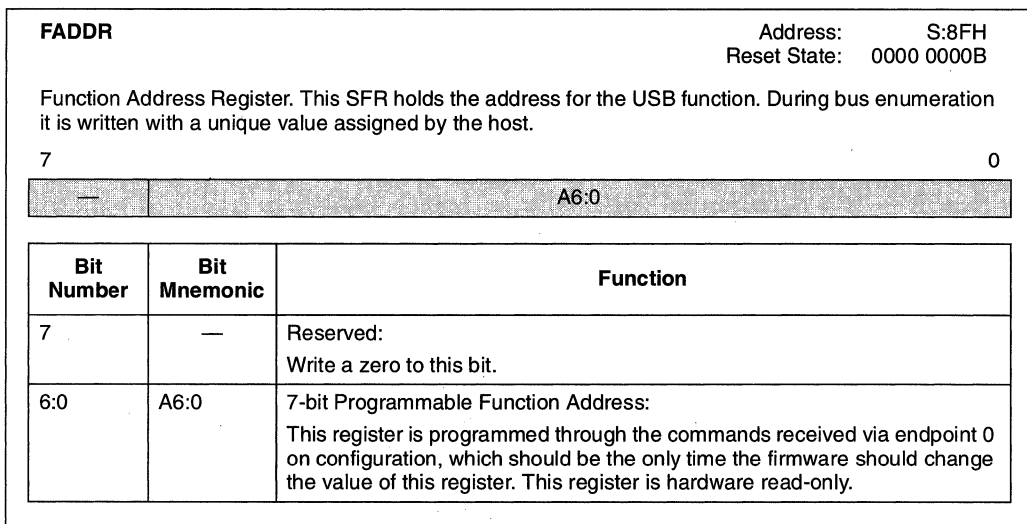 FADDR
Address: S:8FH
Reset State: 0000 0000B
Function Address Register. This SFR holds the address for the USB function. During bus enumeration
it is written with a unique value assigned by the host.
7 0
— A6:0
Bit Number Bit Mnemonic Function
7 — Reserved:
Write a zero to this bit.
6:0 A6:0 7-bit Programmable Function Address:
This register is programmed through the commands received via endpoint 0
on configuration, which should be the only time the firmware should change
the value of this register. This register is hardware read-only.